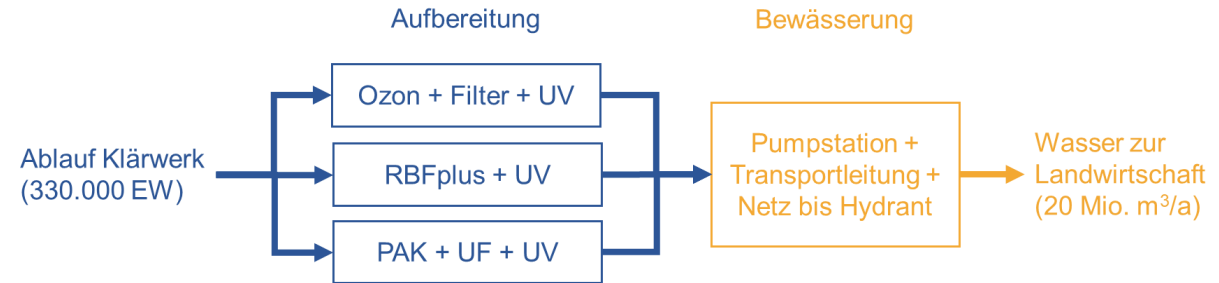 Aufbereitung
Bewässerung
Ablauf Klärwerk
(330.000 EW)
Ozon + Filter + UV
RBFplus + UV
PAK + UF + UV
Pumpstation +
Transportleitung +
Netz bis Hydrant
Wasser zur
Landwirtschaft
(20 Mio. m³/a)